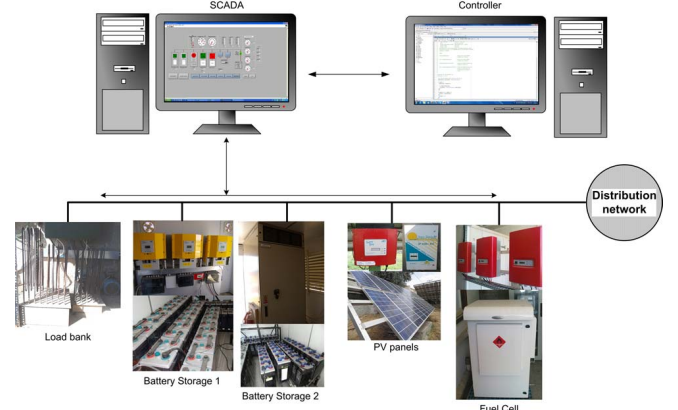 SCADA
Controller
Distribution
network
Load bank
Battery Storage 1
Battery Storage 2
PV panels
Fuel Cell